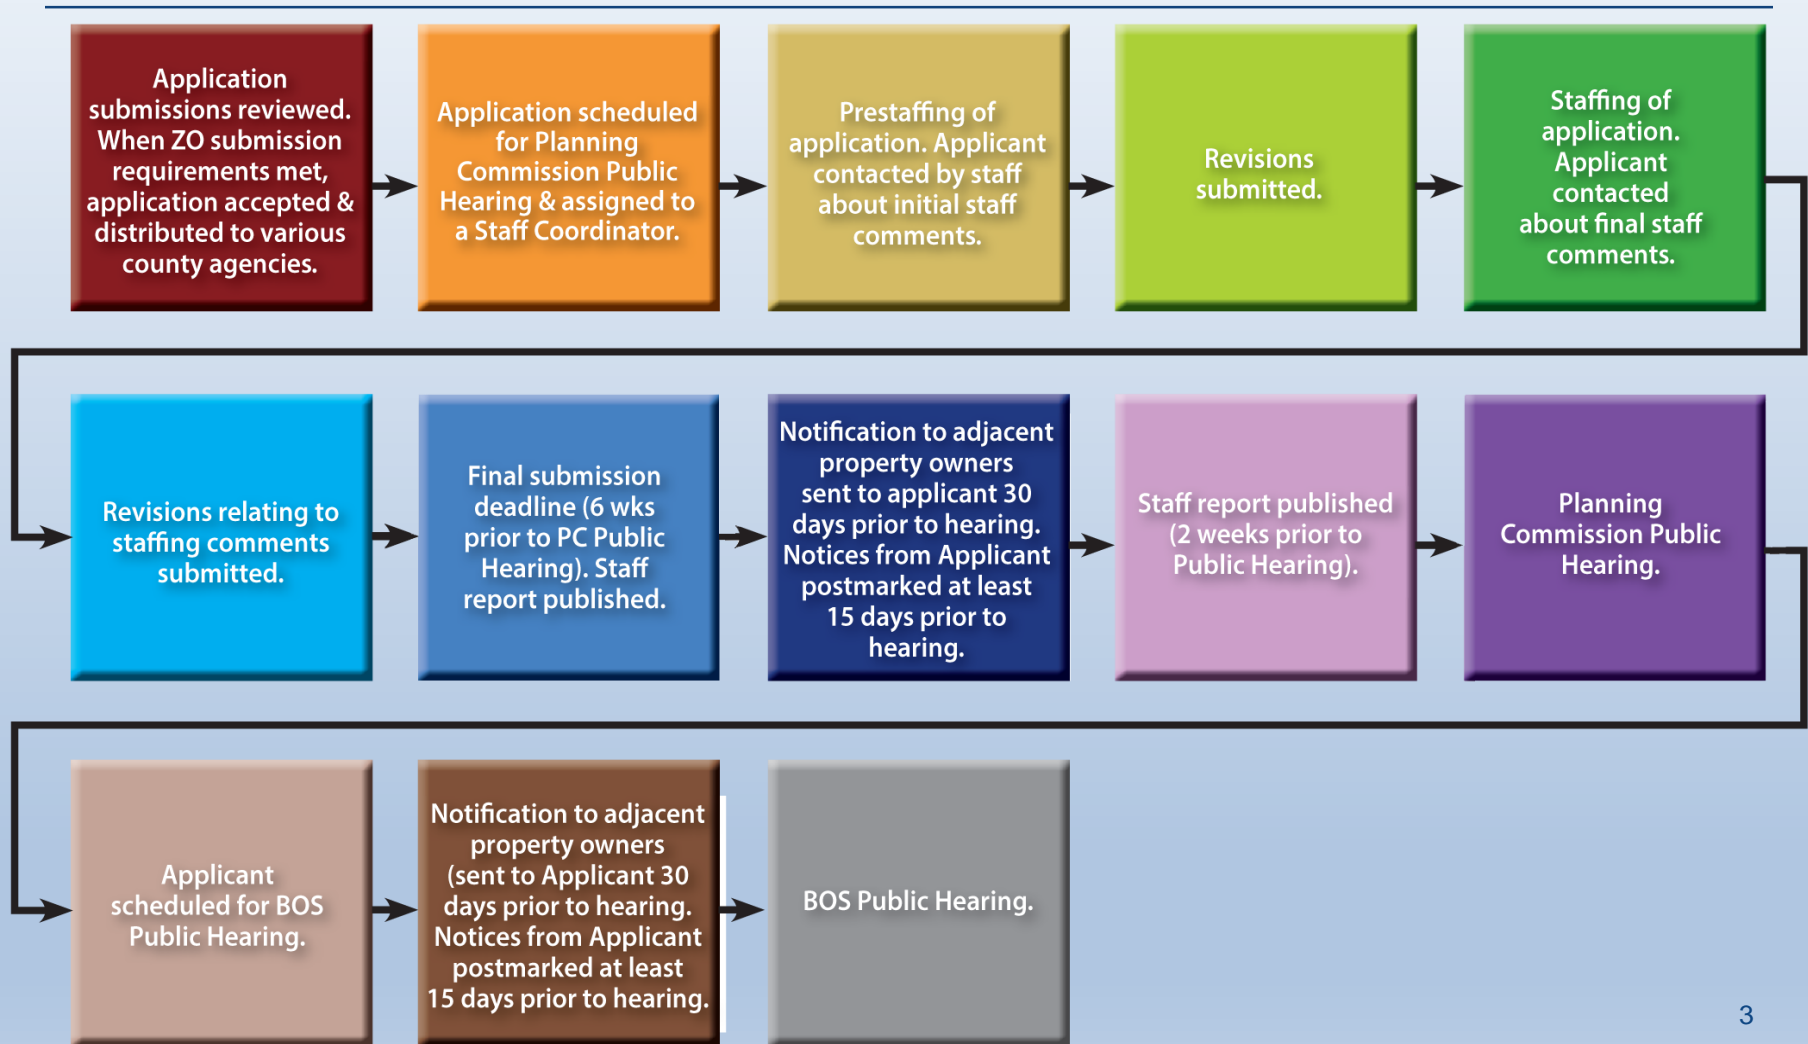 Application
submissions reviewed.
When ZO submission
requirements met,
application accepted &
distributed to various
county agencies.
Application scheduled
for Planning
Commission Public
Hearing & assigned to
a Staff Coordinator.
Prestaffing of
application. Applicant
contacted by staff
about initial staff
comments.
Revisions
submitted.
Staffing of
application.
Applicant
contacted
about final staff
comments.
Revisions relating to
staffing comments
submitted.
Final submission
deadline (6 wks
prior to PC Public
Hearing). Staff
report published.
Notification to adjacent
property owners
sent to applicant 30
days prior to hearing.
Notices from Applicant
postmarked at least
15 days prior to
hearing.
Staff report published
(2 weeks prior to
Public Hearing).
Planning
Commission Public
Hearing.
Applicant
scheduled for BOS
Public Hearing.
Notification to adjacent
property owners
(sent to Applicant 30
days prior to hearing.
Notices from Applicant
postmarked at least
15 days prior to hearing.
BOS Public Hearing.
3